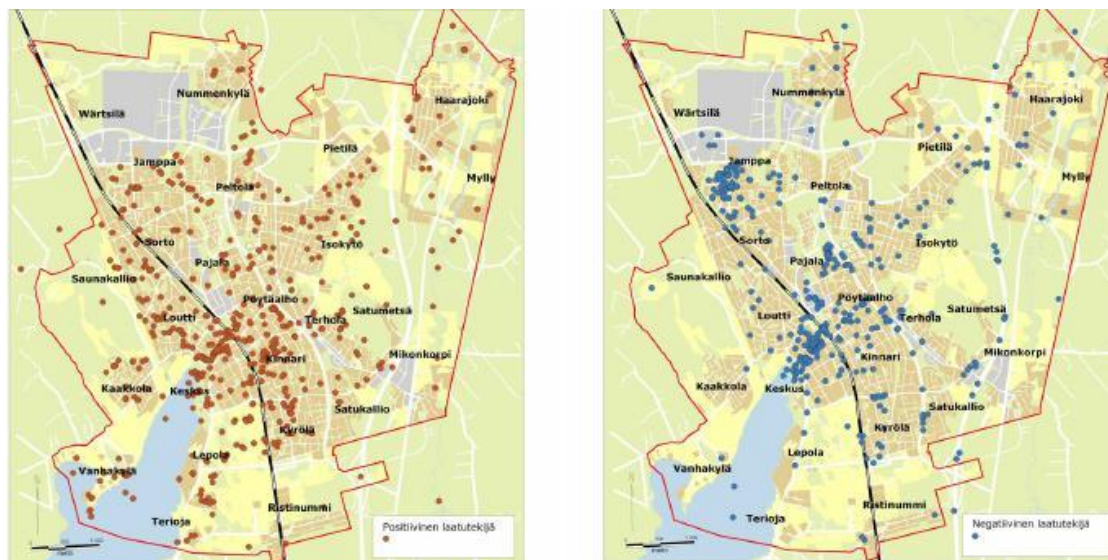 Nummenkylä
Haarajoki
Wärtsilä
Jamppa
Pietilä
Peltola
Mylly
Sorto
Isokytö
Pajala
Saunakallio
Pöytäalho
Loutti
Terhola
Satumetsä
Kinnari
Mikonkorpi
Kaakkola
Keskus
Satukallio
Kyrölä
Lepola
Vanhakylä
Ristinummi
Terioja
Positiivinen laatutekijä
Nummenkylä
Haarajoki
Wärtsilä
Jamppa
Pietilä
Peltola
Mylly
Sorto
Isokytö
Pajala
Saunakallio
Pöytäalho
Loutti
Terhola
Satumetsä
Kinnari
Mikonkorpi
Kaakkola
Keskus
Satukallio
Kyrölä
Lepola
Vanhakylä
Ristinummi
Terioja
Negatiivinen laatutekijä